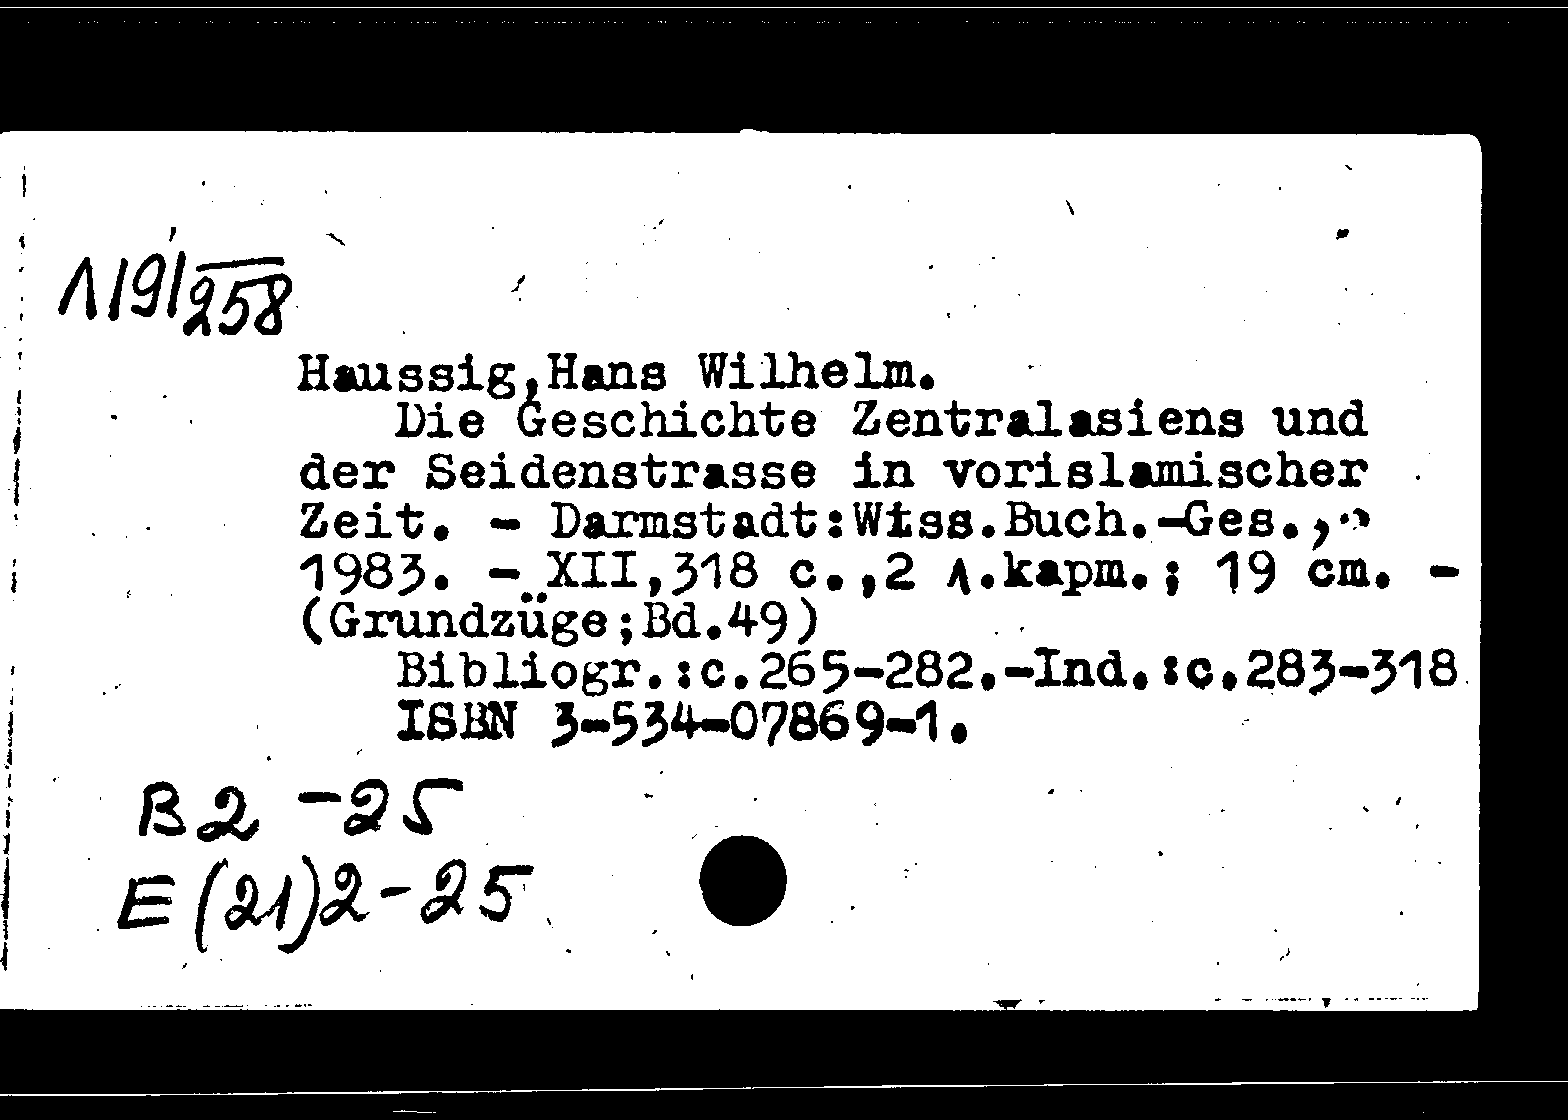 Л19/258
Haussig,Hans Wilhelm.
Die Geschichte Zentralasiens und
der Seidenstrasse in vorislamischer
Zeit. - Darmstadt:Wiss.Buch.-Ges.,
1983. - XII,318 с.,2 л.карт.; 19 см. -
(Grundzüge;Bd.49)
Bibliogr.:с.265-282.-Ind.:с.283-318
ISBN 3-534-07869-1.
B2 -25
E(21)2-25